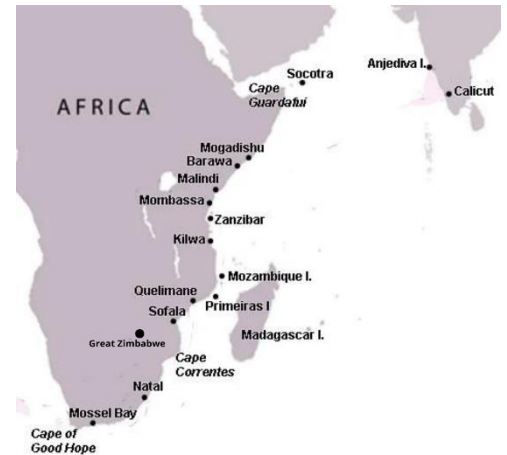 Anjediva I.
Socotra
Cape
Guardafui
Calicut
AFRICA
Mogadishu
Barawa
Malindi
Mombassa
Zanzibar
Kilwa
Mozambique I.
Quelimane
Primeiras I
Sofala
Madagascar I.
Great Zimbabwe
Cape
Correntes
Natal
Mossel Bay
Cape of
Good Hope